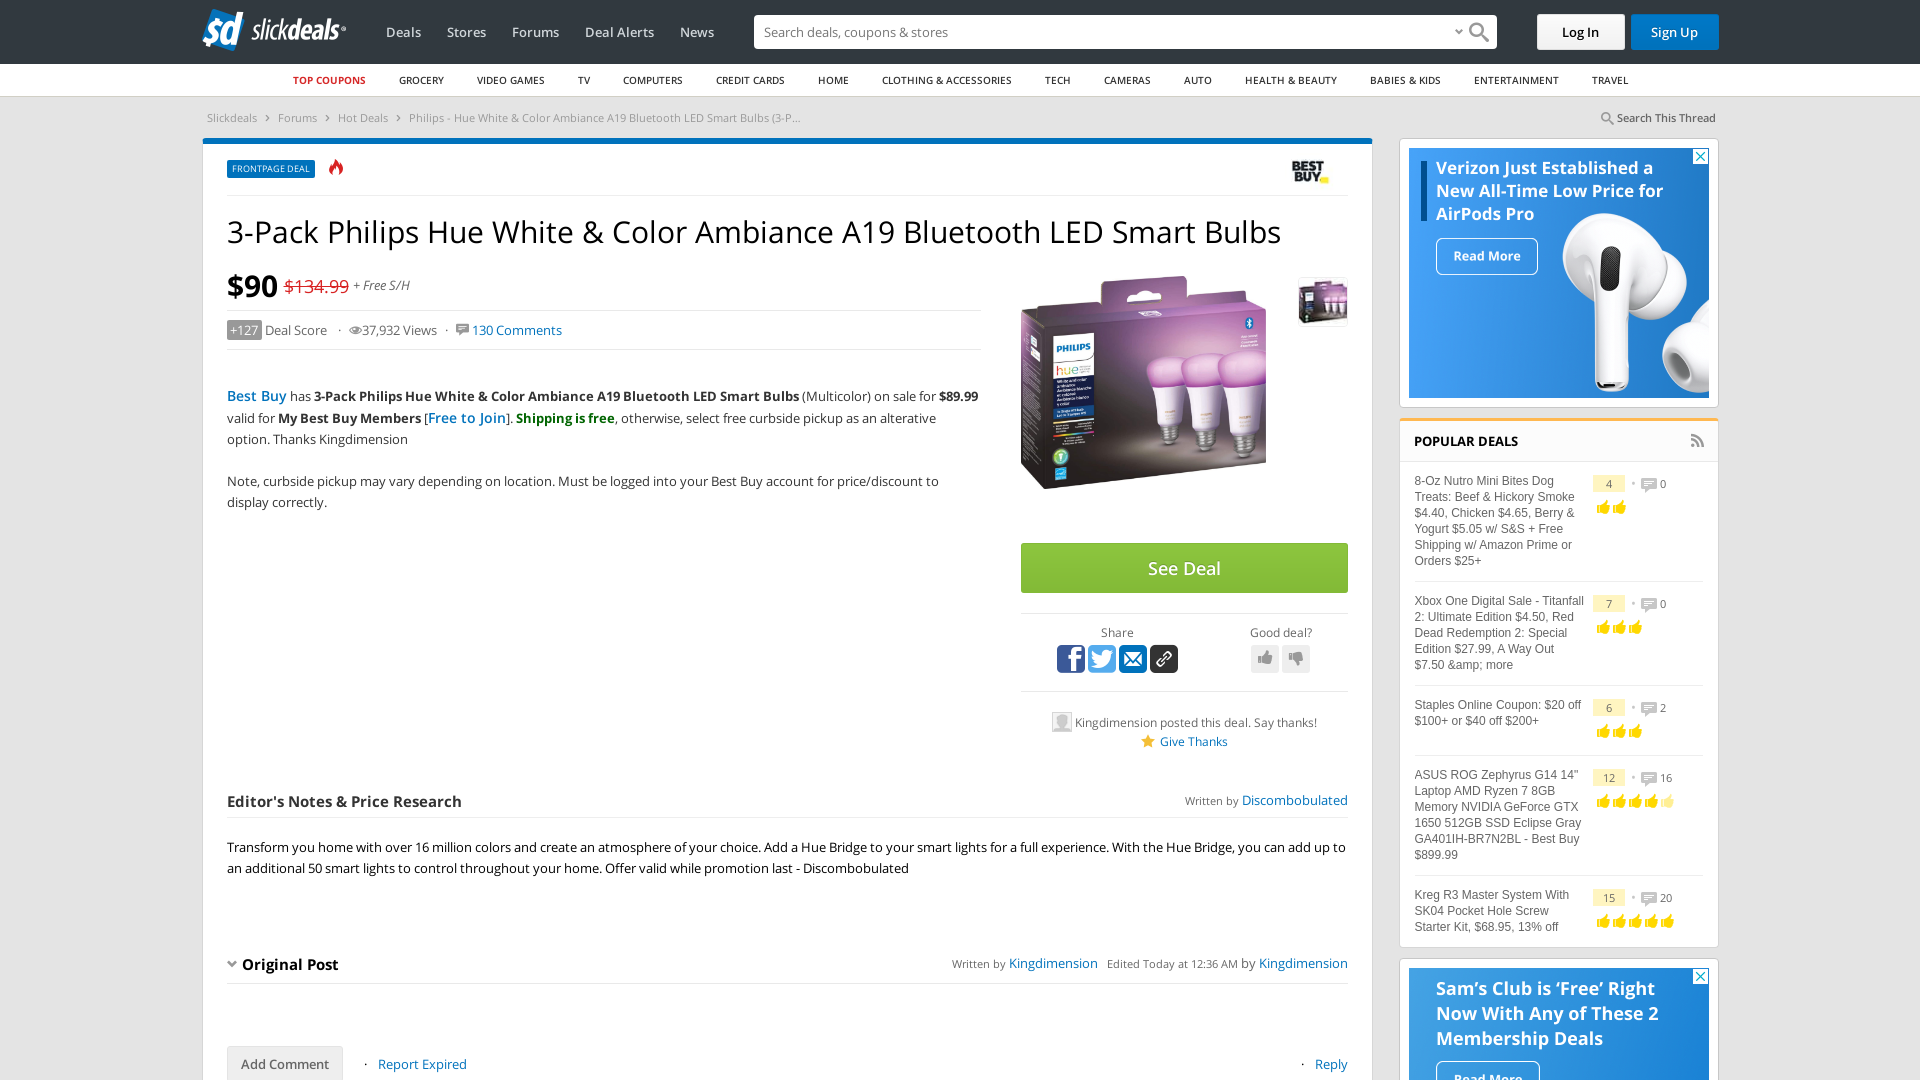 sd slickdeals
Deals
Stores
Forums
Deal Alerts
News
Search deals, coupons & stores
Log In
Sign Up
TOP COUPONS
GROCERY
VIDEO GAMES
TV
COMPUTERS
CREDIT CARDS
HOME
CLOTHING & ACCESSORIES
TECH
CAMERAS
AUTO
HEALTH & BEAUTY
BABIES & KIDS
ENTERTAINMENT
TRAVEL
Slickdeals > Forums > Hot Deals > Philips - Hue White & Color Ambiance A19 Bluetooth LED Smart Bulbs (3-P...
Search This Thread
FRONTPAGE DEAL
BEST BUY
3-Pack Philips Hue White & Color Ambiance A19 Bluetooth LED Smart Bulbs
$90 $134.99 + Free S/H
+127 Deal Score · 37,932 Views · 130 Comments
Best Buy has 3-Pack Philips Hue White & Color Ambiance A19 Bluetooth LED Smart Bulbs (Multicolor) on sale for $89.99
valid for My Best Buy Members [Free to Join]. Shipping is free, otherwise, select free curbside pickup as an alterative
option. Thanks Kingdimension
Note, curbside pickup may vary depending on location. Must be logged into your Best Buy account for price/discount to
display correctly.
PHILIPS
hue
See Deal
Share
Good deal?
Kingdimension posted this deal. Say thanks!
Give Thanks
Editor's Notes & Price Research
Written by Discombobulated
Transform you home with over 16 million colors and create an atmosphere of your choice. Add a Hue Bridge to your smart lights for a full experience. With the Hue Bridge, you can add up to
an additional 50 smart lights to control throughout your home. Offer valid while promotion last - Discombobulated
Original Post
Written by Kingdimension Edited Today at 12:36 AM by Kingdimension
Add Comment
· Report Expired
· Reply
Verizon Just Established a
New All-Time Low Price for
AirPods Pro
Read More
POPULAR DEALS
8-Oz Nutro Mini Bites Dog
Treats: Beef & Hickory Smoke
$4.40, Chicken $4.65, Berry &
Yogurt $5.05 w/ S&S + Free
Shipping w/ Amazon Prime or
Orders $25+
4 • 0
Xbox One Digital Sale - Titanfall
2: Ultimate Edition $4.50, Red
Dead Redemption 2: Special
Edition $27.99, A Way Out
$7.50 &amp; more
7 • 0
Staples Online Coupon: $20 off
$100+ or $40 off $200+
6 • 2
ASUS ROG Zephyrus G14 14"
Laptop AMD Ryzen 7 8GB
Memory NVIDIA GeForce GTX
1650 512GB SSD Eclipse Gray
GA401IH-BR7N2BL - Best Buy
$899.99
12 • 16
Kreg R3 Master System With
SK04 Pocket Hole Screw
Starter Kit, $68.95, 13% off
15 • 20
Sam's Club is 'Free' Right
Now With Any of These 2
Membership Deals
Read More